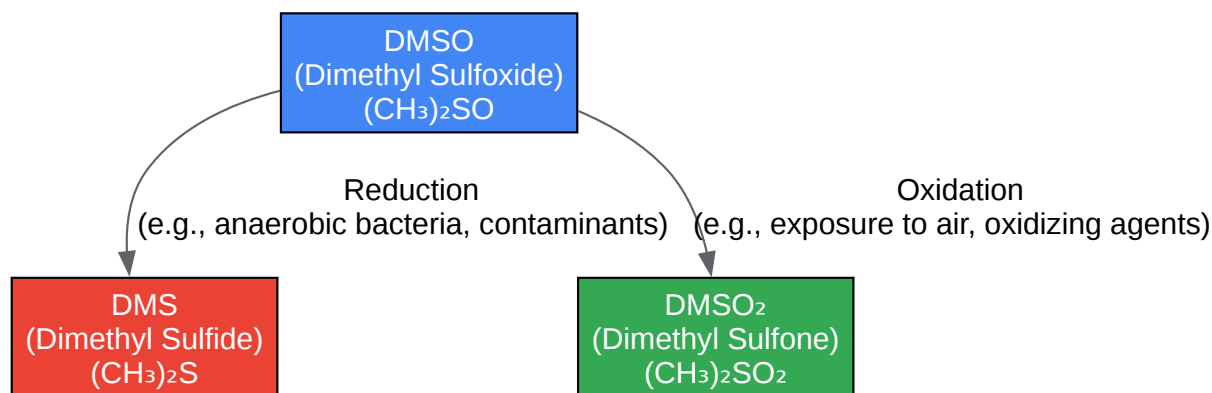 DMSO
(Dimethyl Sulfoxide)
(CH₃)₂SO
Reduction
(e.g., anaerobic bacteria, contaminants)
Oxidation
(e.g., exposure to air, oxidizing agents)
DMS
(Dimethyl Sulfide)
(CH₃)₂S
DMSO₂
(Dimethyl Sulfone)
(CH₃)₂SO₂